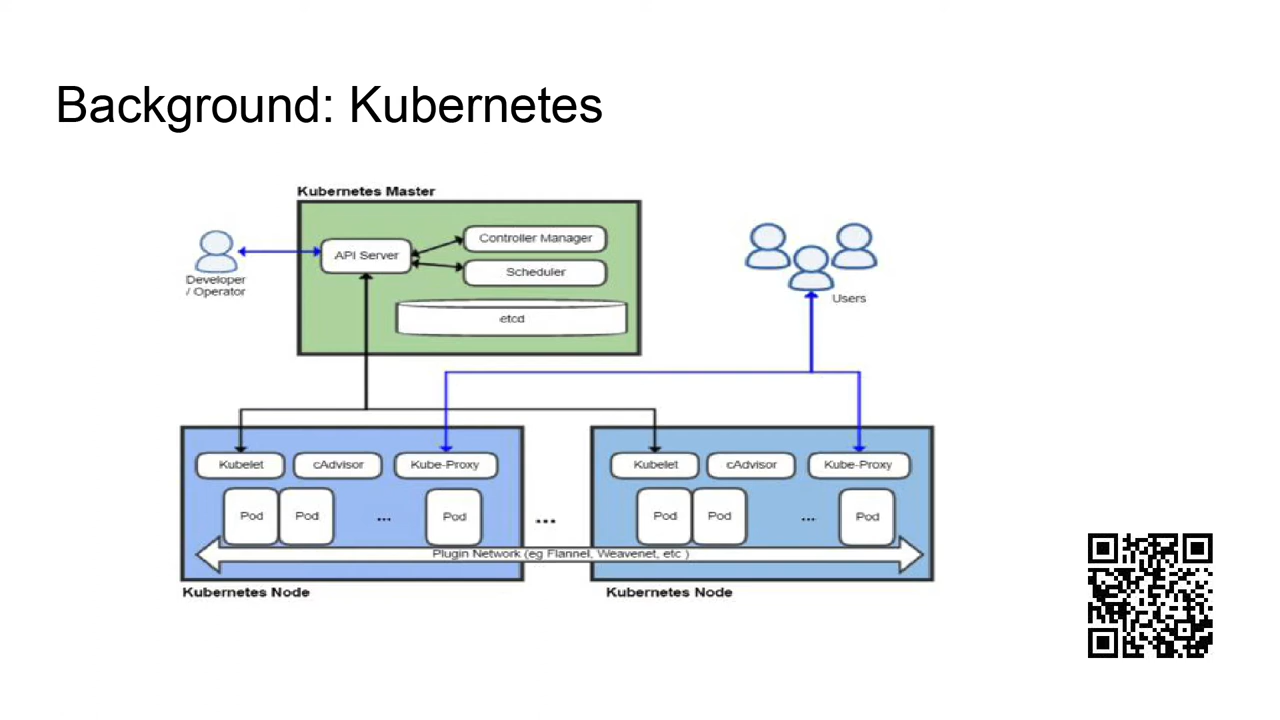 Background: Kubernetes
Kubernetes Master
API Server
Controller Manager
Scheduler
etcd
Developer
/ Operator
Users
Kubelet
cAdvisor
Kube-Proxy
Pod
Pod
...
Pod
...
Kubelet
cAdvisor
Kube-Proxy
Pod
Pod
...
Pod
Plugin Network (eg Flannel, Weavenet, etc )
Kubernetes Node
Kubernetes Node